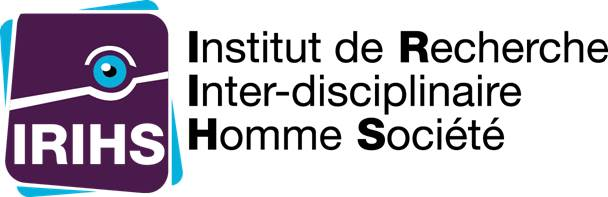 IRIHS
Institut de Recherche
Inter-disciplinaire
Homme Société